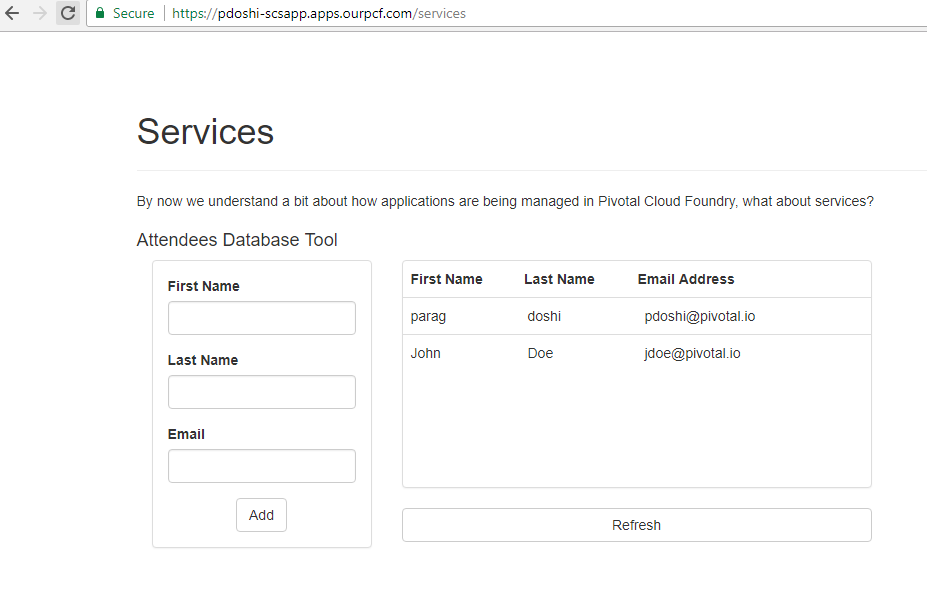 Secure https://pdoshi-scsapp.apps.ourpcf.com/services
Services
By now we understand a bit about how applications are being managed in Pivotal Cloud Foundry, what about services?
Attendees Database Tool
First Name
Last Name
Email
Add
First Name Last Name Email Address
parag doshi pdoshi@pivotal.io
John Doe jdoe@pivotal.io
Refresh